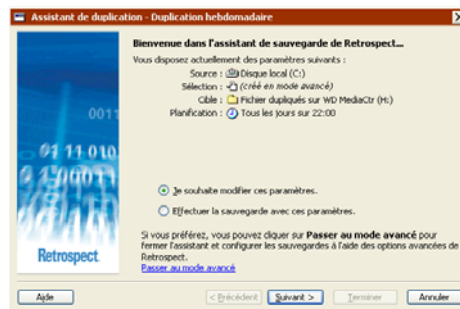 Assistant de duplication - Duplication hebdomadaire
Bienvenue dans l'assistant de sauvegarde de Retrospect...
Vous disposez actuellement des paramètres suivants :
Source : Disque local (C:)
Sélection : (créé en mode avancé)
Cible : Fichier dupliqués sur WD MediaCtr (H:)
Planification : Tous les jours sur 22:00
0011
01 11 010
Je souhaite modifier ces paramètres.
Effectuer la sauvegarde avec ces paramètres.
Si vous préférez, vous pouvez cliquer sur Passer au mode avancé pour
fermer l'assistant et configurer les sauvegardes à l'aide des options avancées de
Retrospect.
Passer au mode avancé
Retrospect
Aide
< Précédent
Suivant >
Terminer
Annuler